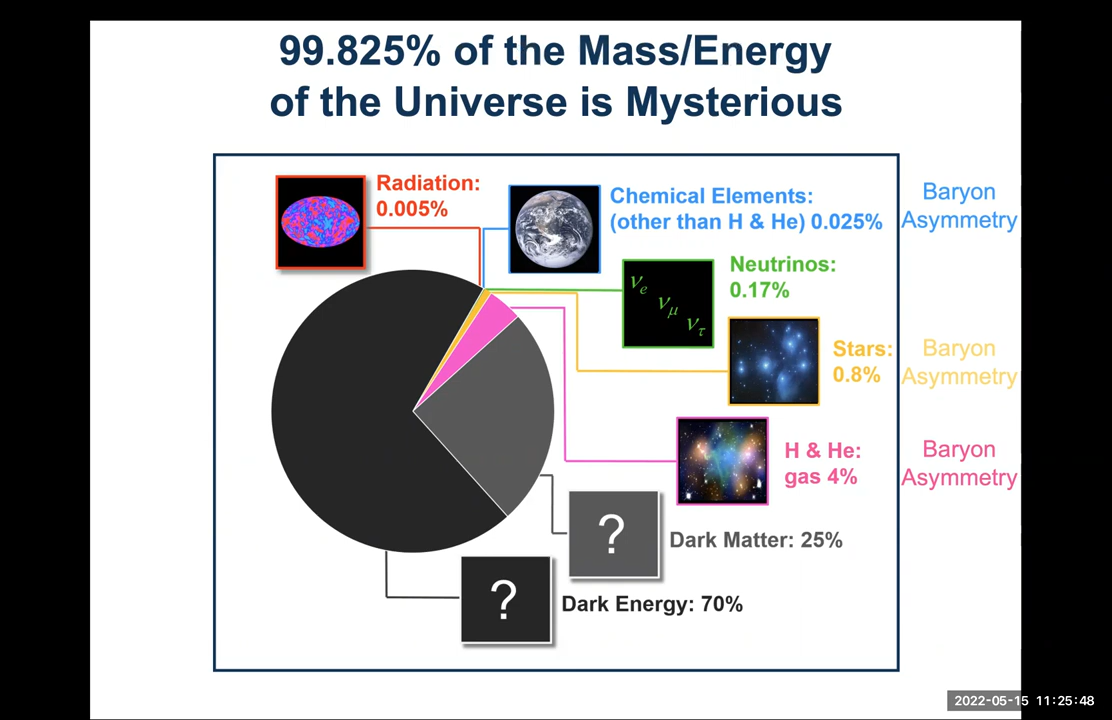 99.825% of the Mass/Energy
of the Universe is Mysterious
Radiation:
0.005%
Chemical Elements:
(other than H & He) 0.025%
Baryon
Asymmetry
Neutrinos:
0.17%
νe
νμ
ντ
Stars:
0.8%
Baryon
Asymmetry
H & He:
gas 4%
Baryon
Asymmetry
?
Dark Matter: 25%
?
Dark Energy: 70%
2022-05-15 11:25:48